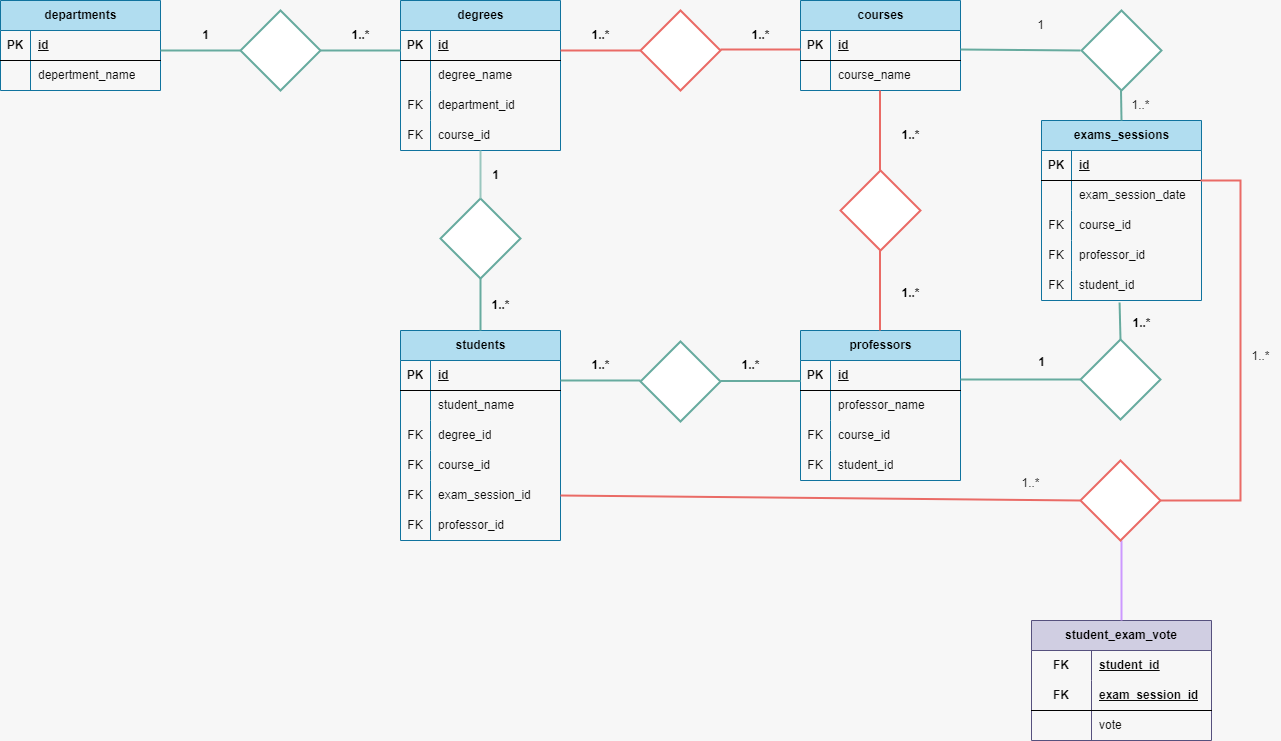 departments
PK id
depertment_name
1
1..*
degrees
PK id
degree_name
FK department_id
FK course_id
1..*
1..*
courses
PK id
course_name
1
1..*
exams_sessions
PK id
exam_session_date
FK course_id
FK professor_id
FK student_id
1
1..*
1..*
1..*
students
PK id
student_name
FK degree_id
FK course_id
FK exam_session_id
FK professor_id
1..*
1..*
professors
PK id
professor_name
FK course_id
FK student_id
1
1..*
1..*
1..*
student_exam_vote
FK student_id
FK exam_session_id
vote